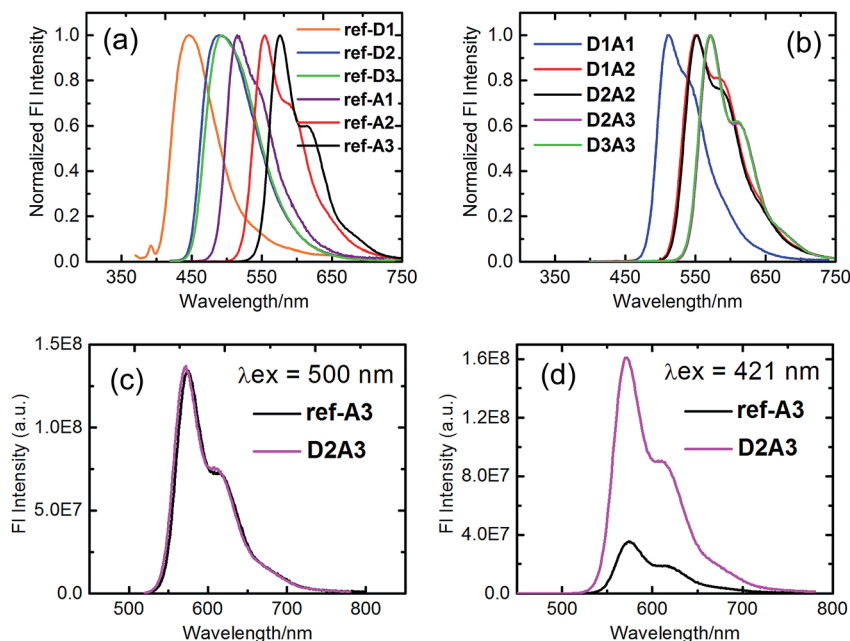 (a)
ref-D1
ref-D2
ref-D3
ref-A1
ref-A2
ref-A3
Normalized FI Intensity
1.0
0.8
0.6
0.4
0.2
0.0
350 450 550 650 750
Wavelength/nm
(b)
D1A1
D1A2
D2A2
D2A3
D3A3
Normalized FI Intensity
1.0
0.8
0.6
0.4
0.2
0.0
350 450 550 650 750
Wavelength/nm
(c)
λex = 500 nm
ref-A3
D2A3
FI Intensity (a.u.)
1.5E8
1.0E8
5.0E7
0.0
500 600 700 800
Wavelength/nm
(d)
λex = 421 nm
ref-A3
D2A3
FI Intensity (a.u.)
1.6E8
1.2E8
8.0E7
4.0E7
0.0
500 600 700 800
Wavelength/nm